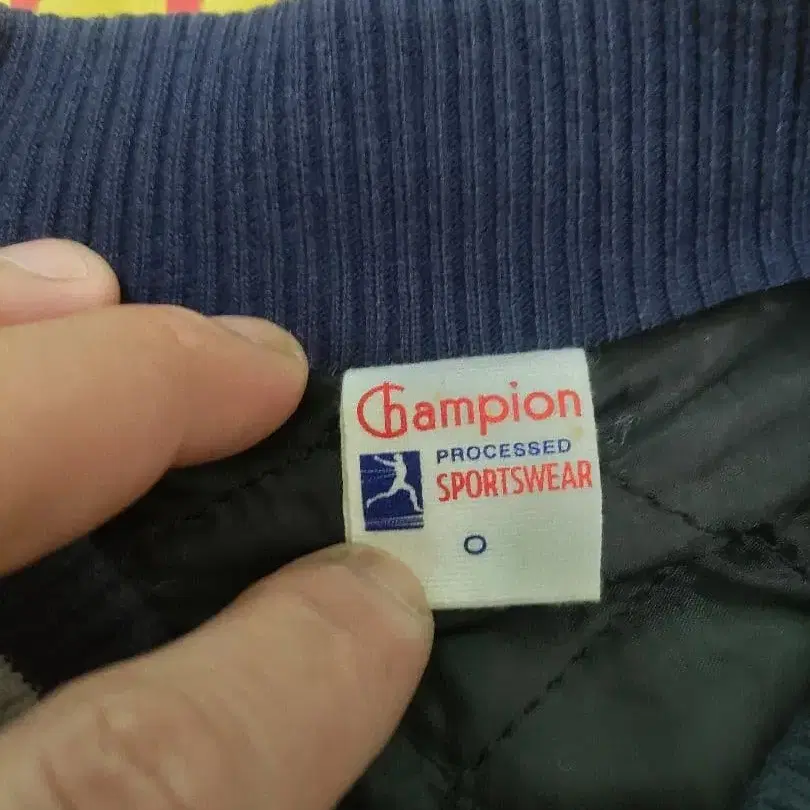 Champion
PROCESSED
SPORTSWEAR
O